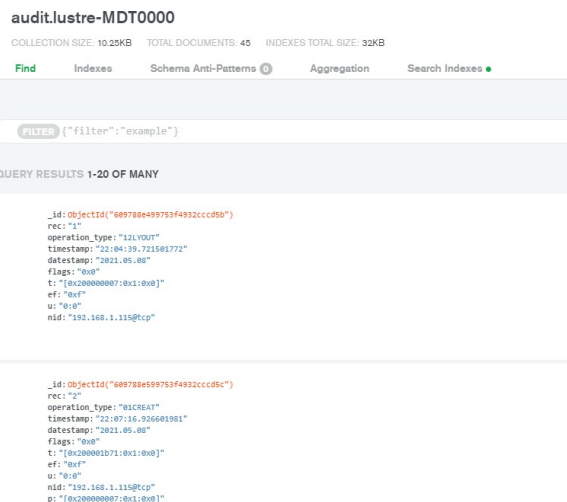 audit.lustre-MDT0000
COLLECTION SIZE: 10.25KB TOTAL DOCUMENTS: 45 INDEXES TOTAL SIZE: 32KB
Find Indexes Schema Anti-Patterns 0 Aggregation Search Indexes
FILTER {"filter":"example"}
QUERY RESULTS 1-20 OF MANY
_id: ObjectId("609788e499753f4932cccd5b")
rec: "1"
operation_type: "12LYOUT"
timestamp: "22:04:39.721501772"
datestamp: "2021.05.08"
flags: "0x0"
t: "[0x200000007:0x1:0x0]"
ef: "0xf"
u: "0:0"
nid: "192.168.1.115@tcp"
_id: ObjectId("609788e599753f4932cccd5c")
rec: "2"
operation_type: "01CREAT"
timestamp: "22:07:16.926601981"
datestamp: "2021.05.08"
flags: "0x0"
t: "[0x200001b71:0x1:0x0]"
ef: "0xf"
u: "0:0"
nid: "192.168.1.115@tcp"
p: "[0x200000007:0x1:0x0]"